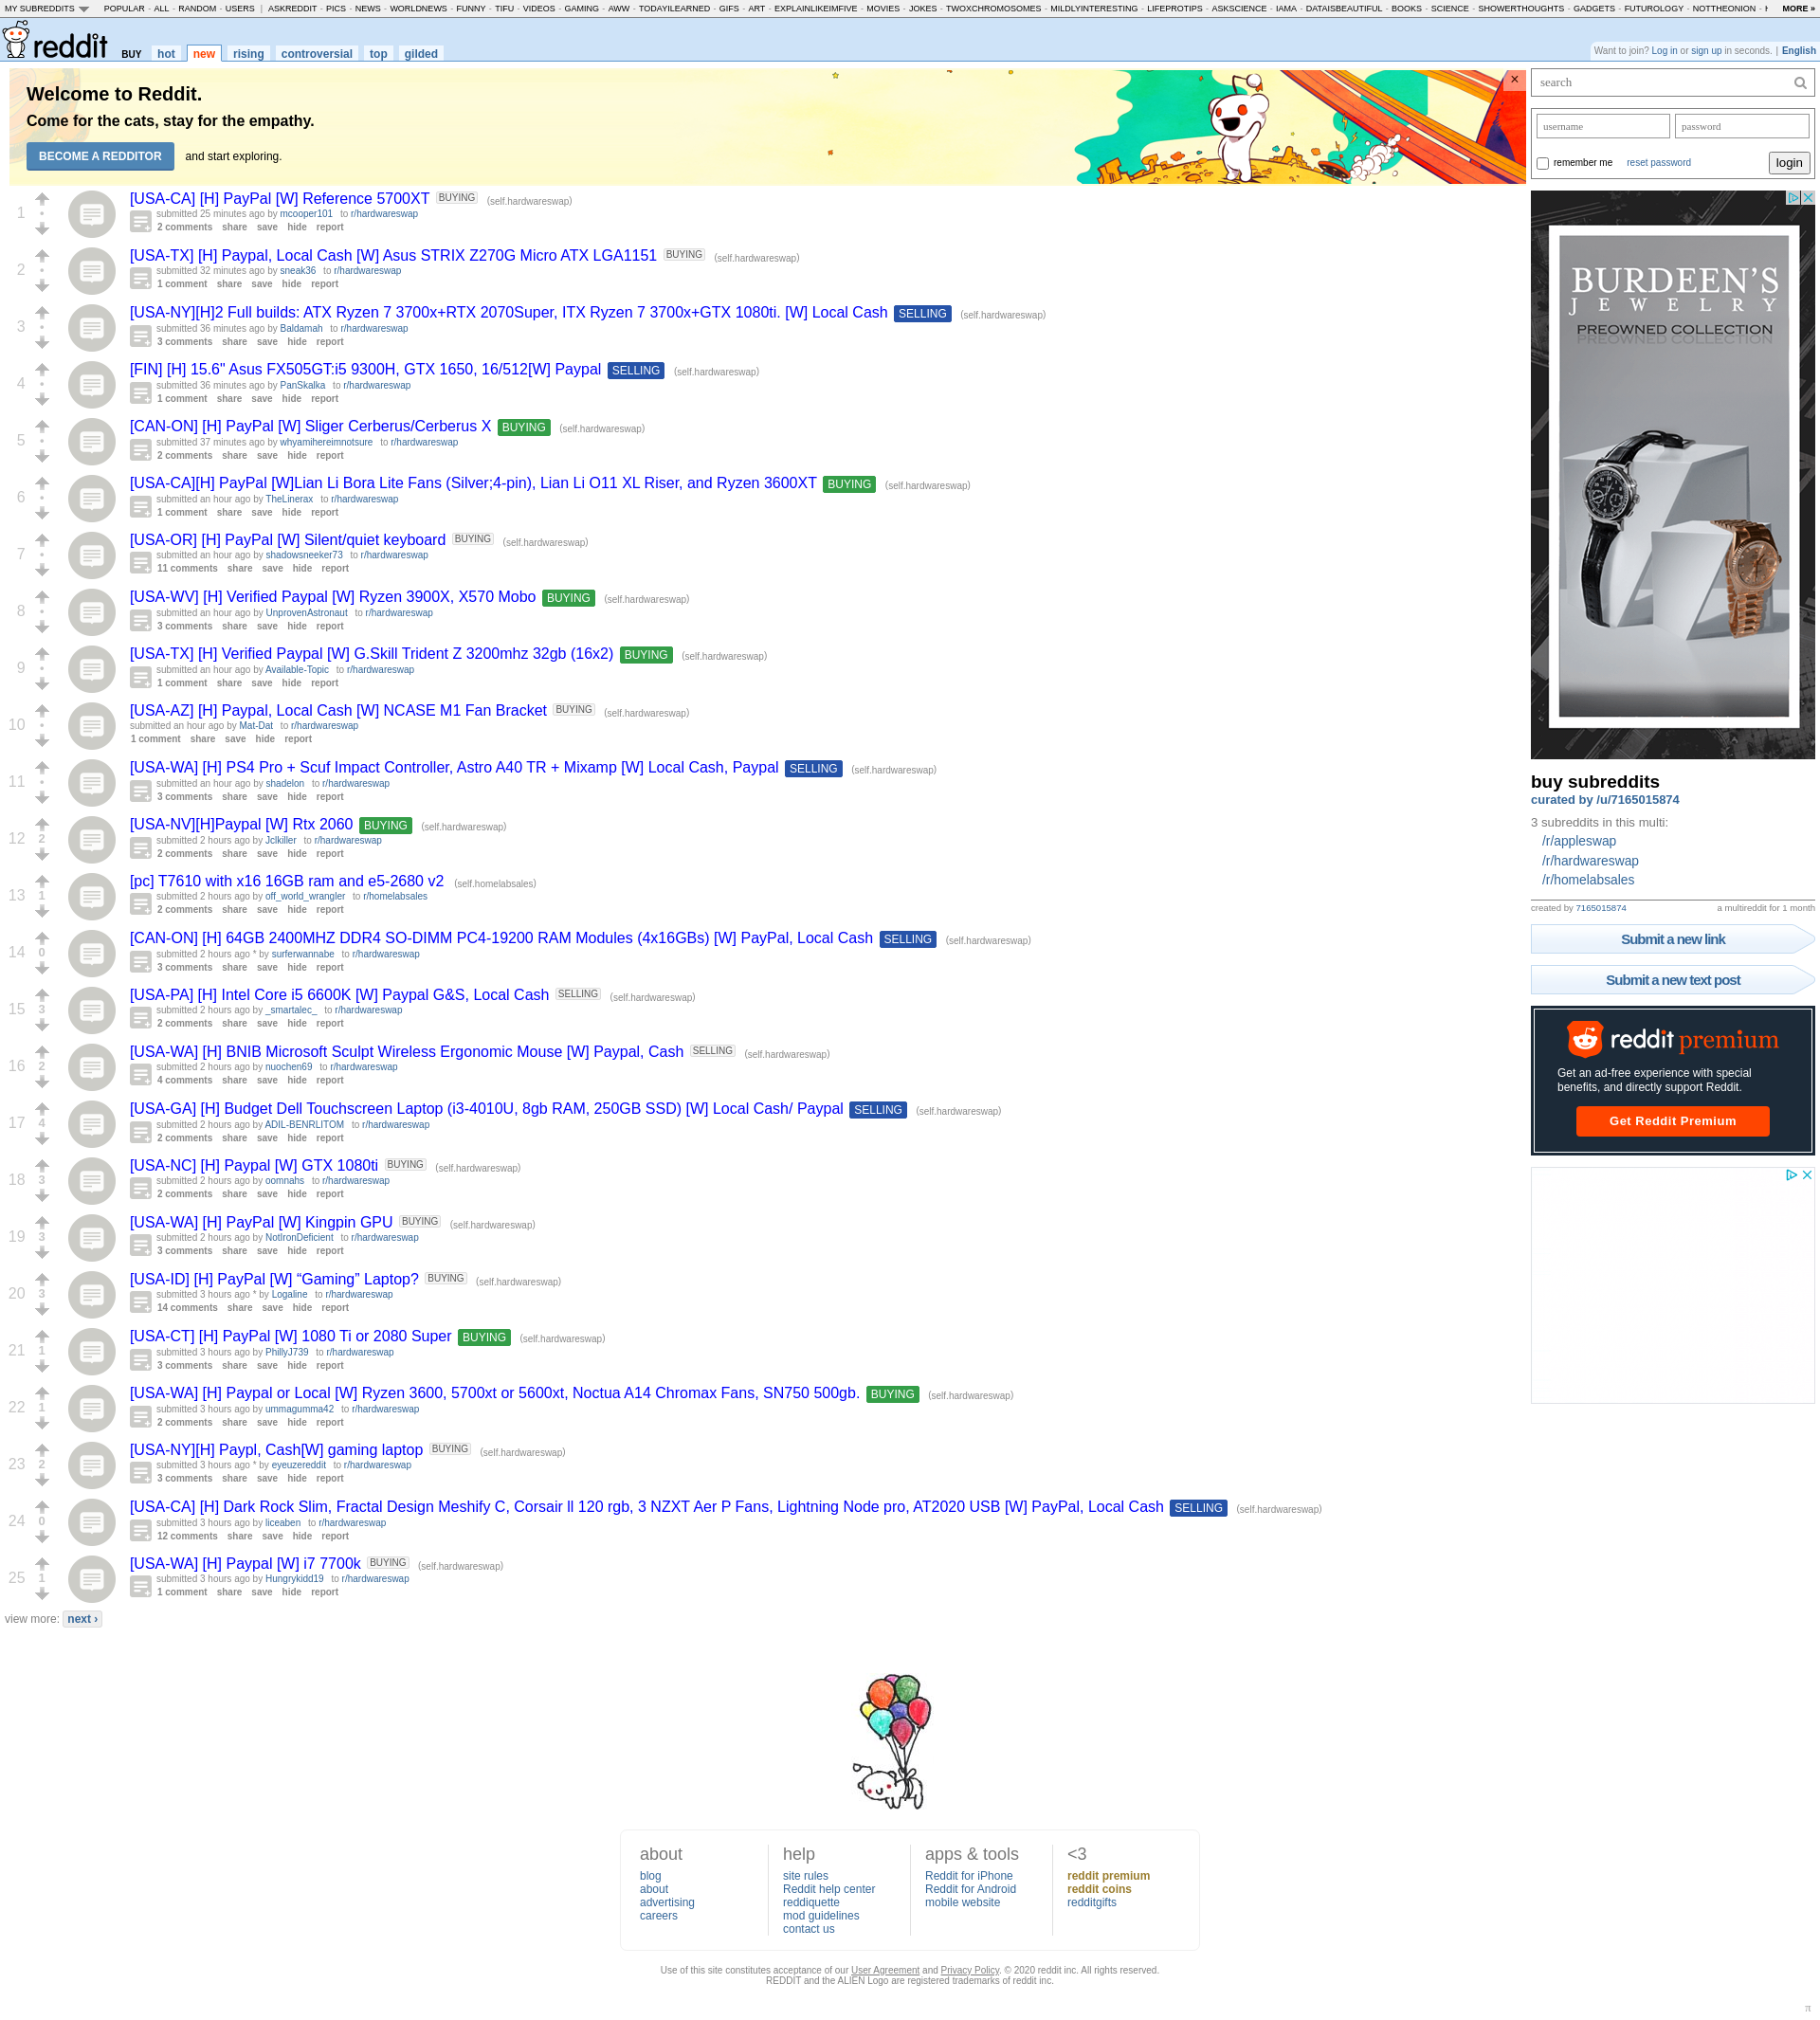 MY SUBREDDITS POPULAR - ALL - RANDOM - USERS | ASKREDDIT - PICS - NEWS - WORLDNEWS - FUNNY - TIFU - VIDEOS - GAMING - AWW - TODAYILEARNED - GIFS - ART - EXPLAINLIKEIMFIVE - MOVIES - JOKES - TWOXCHROMOSOMES - MILDLYINTERESTING - LIFEPROTIPS - ASKSCIENCE - IAMA - DATAISBEAUTIFUL - BOOKS - SCIENCE - SHOWERTHOUGHTS - GADGETS - FUTUROLOGY - NOTTHEONION - MORE »
reddit BUY hot new rising controversial top gilded
Want to join? Log in or sign up in seconds. | English
Welcome to Reddit.
Come for the cats, stay for the empathy.
BECOME A REDDITOR and start exploring.
1 [USA-CA] [H] PayPal [W] Reference 5700XT BUYING (self.hardwareswap)
submitted 25 minutes ago by mcooper101 to r/hardwareswap
2 comments share save hide report
2 [USA-TX] [H] Paypal, Local Cash [W] Asus STRIX Z270G Micro ATX LGA1151 BUYING (self.hardwareswap)
submitted 32 minutes ago by sneak36 to r/hardwareswap
1 comment share save hide report
3 [USA-NY][H]2 Full builds: ATX Ryzen 7 3700x+RTX 2070Super, ITX Ryzen 7 3700x+GTX 1080ti. [W] Local Cash SELLING (self.hardwareswap)
submitted 36 minutes ago by Baldamah to r/hardwareswap
3 comments share save hide report
4 [FIN] [H] 15.6" Asus FX505GT:i5 9300H, GTX 1650, 16/512[W] Paypal SELLING (self.hardwareswap)
submitted 36 minutes ago by PanSkalka to r/hardwareswap
1 comment share save hide report
5 [CAN-ON] [H] PayPal [W] Sliger Cerberus/Cerberus X BUYING (self.hardwareswap)
submitted 37 minutes ago by whyamihereimnotsure to r/hardwareswap
2 comments share save hide report
6 [USA-CA][H] PayPal [W]Lian Li Bora Lite Fans (Silver;4-pin), Lian Li O11 XL Riser, and Ryzen 3600XT BUYING (self.hardwareswap)
submitted an hour ago by TheLinerax to r/hardwareswap
1 comment share save hide report
7 [USA-OR] [H] PayPal [W] Silent/quiet keyboard BUYING (self.hardwareswap)
submitted an hour ago by shadowsneeker73 to r/hardwareswap
11 comments share save hide report
8 [USA-WV] [H] Verified Paypal [W] Ryzen 3900X, X570 Mobo BUYING (self.hardwareswap)
submitted an hour ago by UnprovenAstronaut to r/hardwareswap
3 comments share save hide report
9 [USA-TX] [H] Verified Paypal [W] G.Skill Trident Z 3200mhz 32gb (16x2) BUYING (self.hardwareswap)
submitted an hour ago by Available-Topic to r/hardwareswap
1 comment share save hide report
10 [USA-AZ] [H] Paypal, Local Cash [W] NCASE M1 Fan Bracket BUYING (self.hardwareswap)
submitted an hour ago by Mat-Dat to r/hardwareswap
1 comment share save hide report
11 [USA-WA] [H] PS4 Pro + Scuf Impact Controller, Astro A40 TR + Mixamp [W] Local Cash, Paypal SELLING (self.hardwareswap)
submitted an hour ago by shadelon to r/hardwareswap
3 comments share save hide report
12 2 [USA-NV][H]Paypal [W] Rtx 2060 BUYING (self.hardwareswap)
submitted 2 hours ago by Jclkiller to r/hardwareswap
2 comments share save hide report
13 1 [pc] T7610 with x16 16GB ram and e5-2680 v2 (self.homelabsales)
submitted 2 hours ago by off_world_wrangler to r/homelabsales
2 comments share save hide report
14 0 [CAN-ON] [H] 64GB 2400MHZ DDR4 SO-DIMM PC4-19200 RAM Modules (4x16GBs) [W] PayPal, Local Cash SELLING (self.hardwareswap)
submitted 2 hours ago * by surferwannabe to r/hardwareswap
3 comments share save hide report
15 3 [USA-PA] [H] Intel Core i5 6600K [W] Paypal G&S, Local Cash SELLING (self.hardwareswap)
submitted 2 hours ago by _smartalec_ to r/hardwareswap
2 comments share save hide report
16 2 [USA-WA] [H] BNIB Microsoft Sculpt Wireless Ergonomic Mouse [W] Paypal, Cash SELLING (self.hardwareswap)
submitted 2 hours ago by nuochen69 to r/hardwareswap
4 comments share save hide report
17 4 [USA-GA] [H] Budget Dell Touchscreen Laptop (i3-4010U, 8gb RAM, 250GB SSD) [W] Local Cash/ Paypal SELLING (self.hardwareswap)
submitted 2 hours ago by ADIL-BENRLITOM to r/hardwareswap
2 comments share save hide report
18 3 [USA-NC] [H] Paypal [W] GTX 1080ti BUYING (self.hardwareswap)
submitted 2 hours ago by oomnahs to r/hardwareswap
2 comments share save hide report
19 3 [USA-WA] [H] PayPal [W] Kingpin GPU BUYING (self.hardwareswap)
submitted 2 hours ago by NotIronDeficient to r/hardwareswap
3 comments share save hide report
20 3 [USA-ID] [H] PayPal [W] “Gaming” Laptop? BUYING (self.hardwareswap)
submitted 3 hours ago * by Logaline to r/hardwareswap
14 comments share save hide report
21 1 [USA-CT] [H] PayPal [W] 1080 Ti or 2080 Super BUYING (self.hardwareswap)
submitted 3 hours ago by PhillyJ739 to r/hardwareswap
3 comments share save hide report
22 1 [USA-WA] [H] Paypal or Local [W] Ryzen 3600, 5700xt or 5600xt, Noctua A14 Chromax Fans, SN750 500gb. BUYING (self.hardwareswap)
submitted 3 hours ago by ummagumma42 to r/hardwareswap
2 comments share save hide report
23 2 [USA-NY][H] Paypl, Cash[W] gaming laptop BUYING (self.hardwareswap)
submitted 3 hours ago * by eyeuzereddit to r/hardwareswap
3 comments share save hide report
24 0 [USA-CA] [H] Dark Rock Slim, Fractal Design Meshify C, Corsair ll 120 rgb, 3 NZXT Aer P Fans, Lightning Node pro, AT2020 USB [W] PayPal, Local Cash SELLING (self.hardwareswap)
submitted 3 hours ago by liceaben to r/hardwareswap
12 comments share save hide report
25 1 [USA-WA] [H] Paypal [W] i7 7700k BUYING (self.hardwareswap)
submitted 3 hours ago by Hungrykidd19 to r/hardwareswap
1 comment share save hide report
view more: next ›
search
username password
remember me reset password login
BURDEEN'S
JEWELRY
PREOWNED COLLECTION
buy subreddits
curated by /u/7165015874
3 subreddits in this multi:
/r/appleswap
/r/hardwareswap
/r/homelabsales
created by 7165015874 a multireddit for 1 month
Submit a new link
Submit a new text post
reddit premium
Get an ad-free experience with special
benefits, and directly support Reddit.
Get Reddit Premium
about
blog
about
advertising
careers
help
site rules
Reddit help center
reddiquette
mod guidelines
contact us
apps & tools
Reddit for iPhone
Reddit for Android
mobile website
<3
reddit premium
reddit coins
redditgifts
Use of this site constitutes acceptance of our User Agreement and Privacy Policy. © 2020 reddit inc. All rights reserved.
REDDIT and the ALIEN Logo are registered trademarks of reddit inc.
π